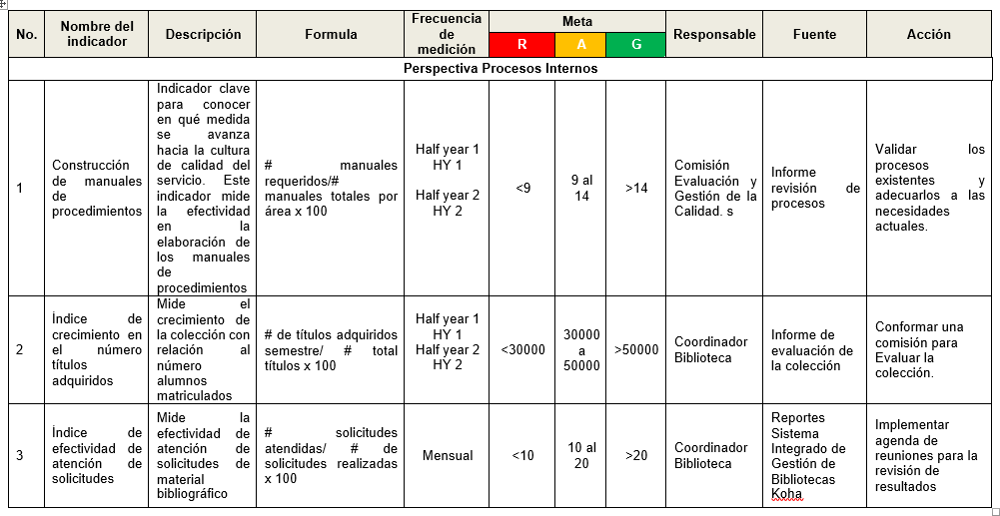 No.
Nombre del
indicador
Descripción
Formula
Frecuencia
de
medición
Meta
R
A
G
Responsable
Fuente
Acción
Perspectiva Procesos Internos
1
Construcción
de manuales
de
procedimientos
Indicador clave
para conocer
en qué medida
se avanza
hacia la cultura
de calidad del
servicio. Este
indicador mide
la efectividad
en la
elaboración de
los manuales
de
procedimientos
# manuales
requeridos/#
manuales totales por
área x 100
Half year 1
HY 1
Half year 2
HY 2
<9
9 al
14
>14
Comisión
Evaluación y
Gestión de la
Calidad. s
Informe
revisión de
procesos
Validar los
procesos
existentes y
adecuarlos a las
necesidades
actuales.
2
Índice de
crecimiento en
el número
títulos
adquiridos
Mide el
crecimiento de
la colección con
relación al
número
alumnos
matriculados
# de títulos adquiridos
semestre/ # total
títulos x 100
Half year 1
HY 1
Half year 2
HY 2
<30000
30000
a
50000
>50000
Coordinador
Biblioteca
Informe de
evaluación de
la colección
Conformar una
comisión para
Evaluar la
colección.
3
Índice de
efectividad de
atención de
solicitudes
Mide la
efectividad de
atención de
solicitudes de
material
bibliográfico
# solicitudes
atendidas/ # de
solicitudes realizadas
x 100
Mensual
<10
10 al
20
>20
Coordinador
Biblioteca
Reportes
Sistema
Integrado de
Gestión de
Bibliotecas
Koha
Implementar
agenda de
reuniones para la
revisión de
resultados